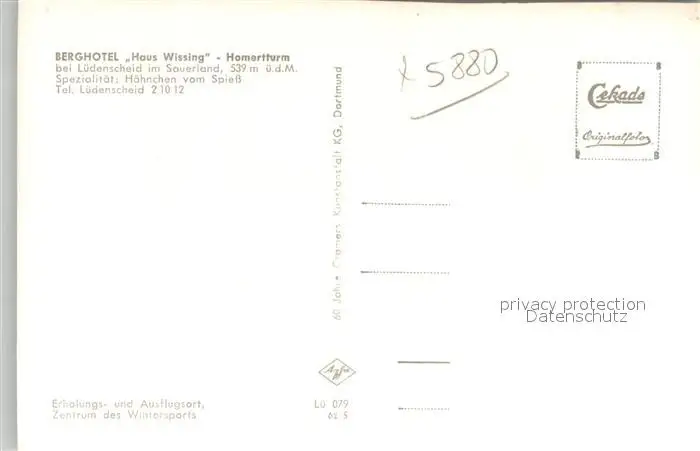 BERGHOTEL „Haus Wissing" - Homertturm
bei Lüdenscheid im Sauerland, 539 m ü.d.M.
Spezialität: Hähnchen vom Spieß
Tel. Lüdenscheid 2 10 12
x 5880
Cekade
Originalfoto
60 Jahre Cramers Kunstanstalt KG, Dortmund
privacy protection
Datenschutz
Agfa
Erholungs- und Ausflugsort,
Zentrum des Wintersports
Lü 079